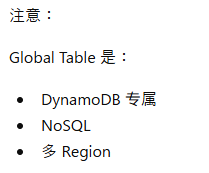 注意：
Global Table 是：
• DynamoDB 专属
• NoSQL
• 多 Region